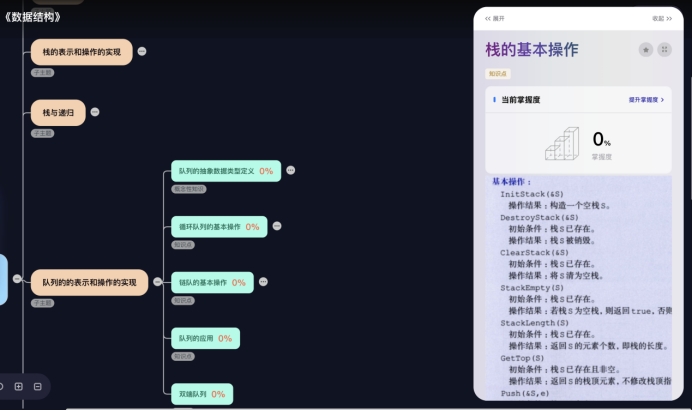 《数据结构》
栈的表示和操作的实现
子主题
栈与递归
子主题
队列的抽象数据类型定义 0%
概念性知识
循环队列的基本操作 0%
知识点
队列的的表示和操作的实现
子主题
链队的基本操作 0%
知识点
队列的应用 0%
知识点
双端队列 0%
<< 展开
收起 >>
栈的基本操作
知识点
当前掌握度
提升掌握度 >
0%
掌握度
基本操作：
InitStack(&S)
操作结果：构造一个空栈S。
DestroyStack(&S)
初始条件：栈S已存在。
操作结果：栈S被销毁。
ClearStack(&S)
初始条件：栈S已存在。
操作结果：将S清为空栈。
StackEmpty(S)
初始条件：栈S已存在。
操作结果：若栈S为空栈，则返回true，否则
StackLength(S)
初始条件：栈S已存在。
操作结果：返回S的元素个数，即栈的长度。
GetTop(S)
初始条件：栈S已存在且非空。
操作结果：返回S的栈顶元素，不修改栈顶指
Push(&S,e)